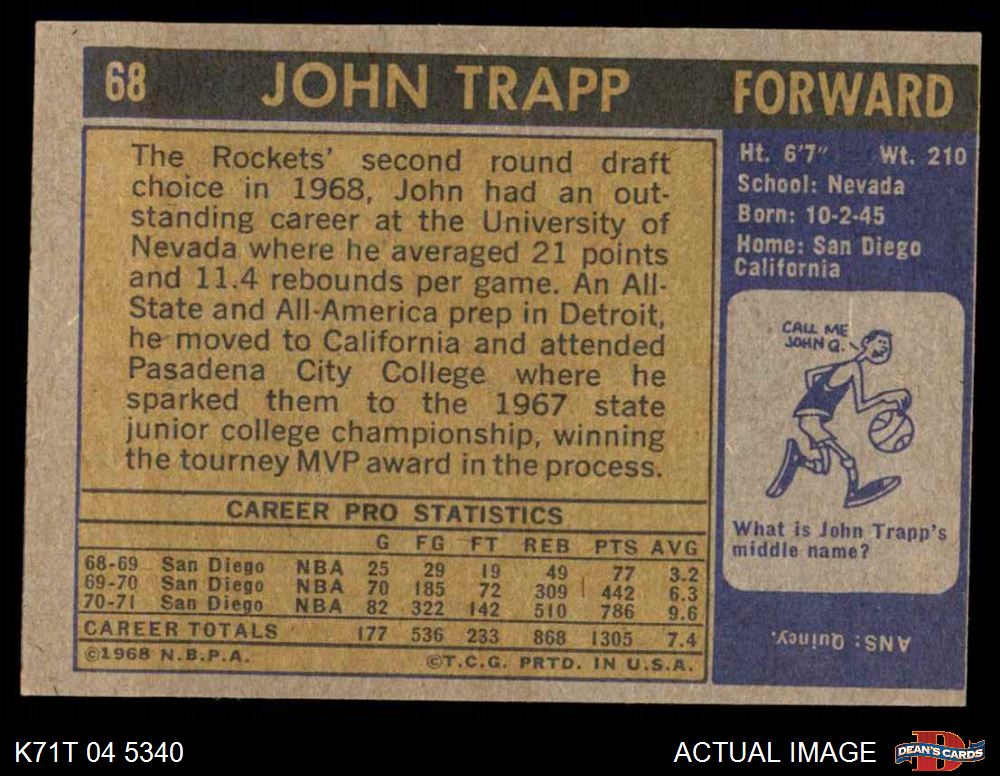 68 JOHN TRAPP FORWARD
The Rockets' second round draft
choice in 1968, John had an out-
standing career at the University of
Nevada where he averaged 21 points
and 11.4 rebounds per game. An All-
State and All-America prep in Detroit,
he moved to California and attended
Pasadena City College where he
sparked them to the 1967 state
junior college championship, winning
the tourney MVP award in the process.
Ht. 6'7" Wt. 210
School: Nevada
Born: 10-2-45
Home: San Diego
California
CALL ME
JOHN Q.
What is John Trapp's
middle name?
ANS: Quincy.
CAREER PRO STATISTICS
G FG FT REB PTS AVG
68-69 San Diego NBA 25 29 19 49 77 3.2
69-70 San Diego NBA 70 185 72 309 442 6.3
70-71 San Diego NBA 82 322 142 510 786 9.6
CAREER TOTALS 177 536 233 868 1305 7.4
©1968 N.B.P.A. ©T.C.G. PRTD. IN U.S.A.
K71T 04 5340 ACTUAL IMAGE DEAN'S CARDS